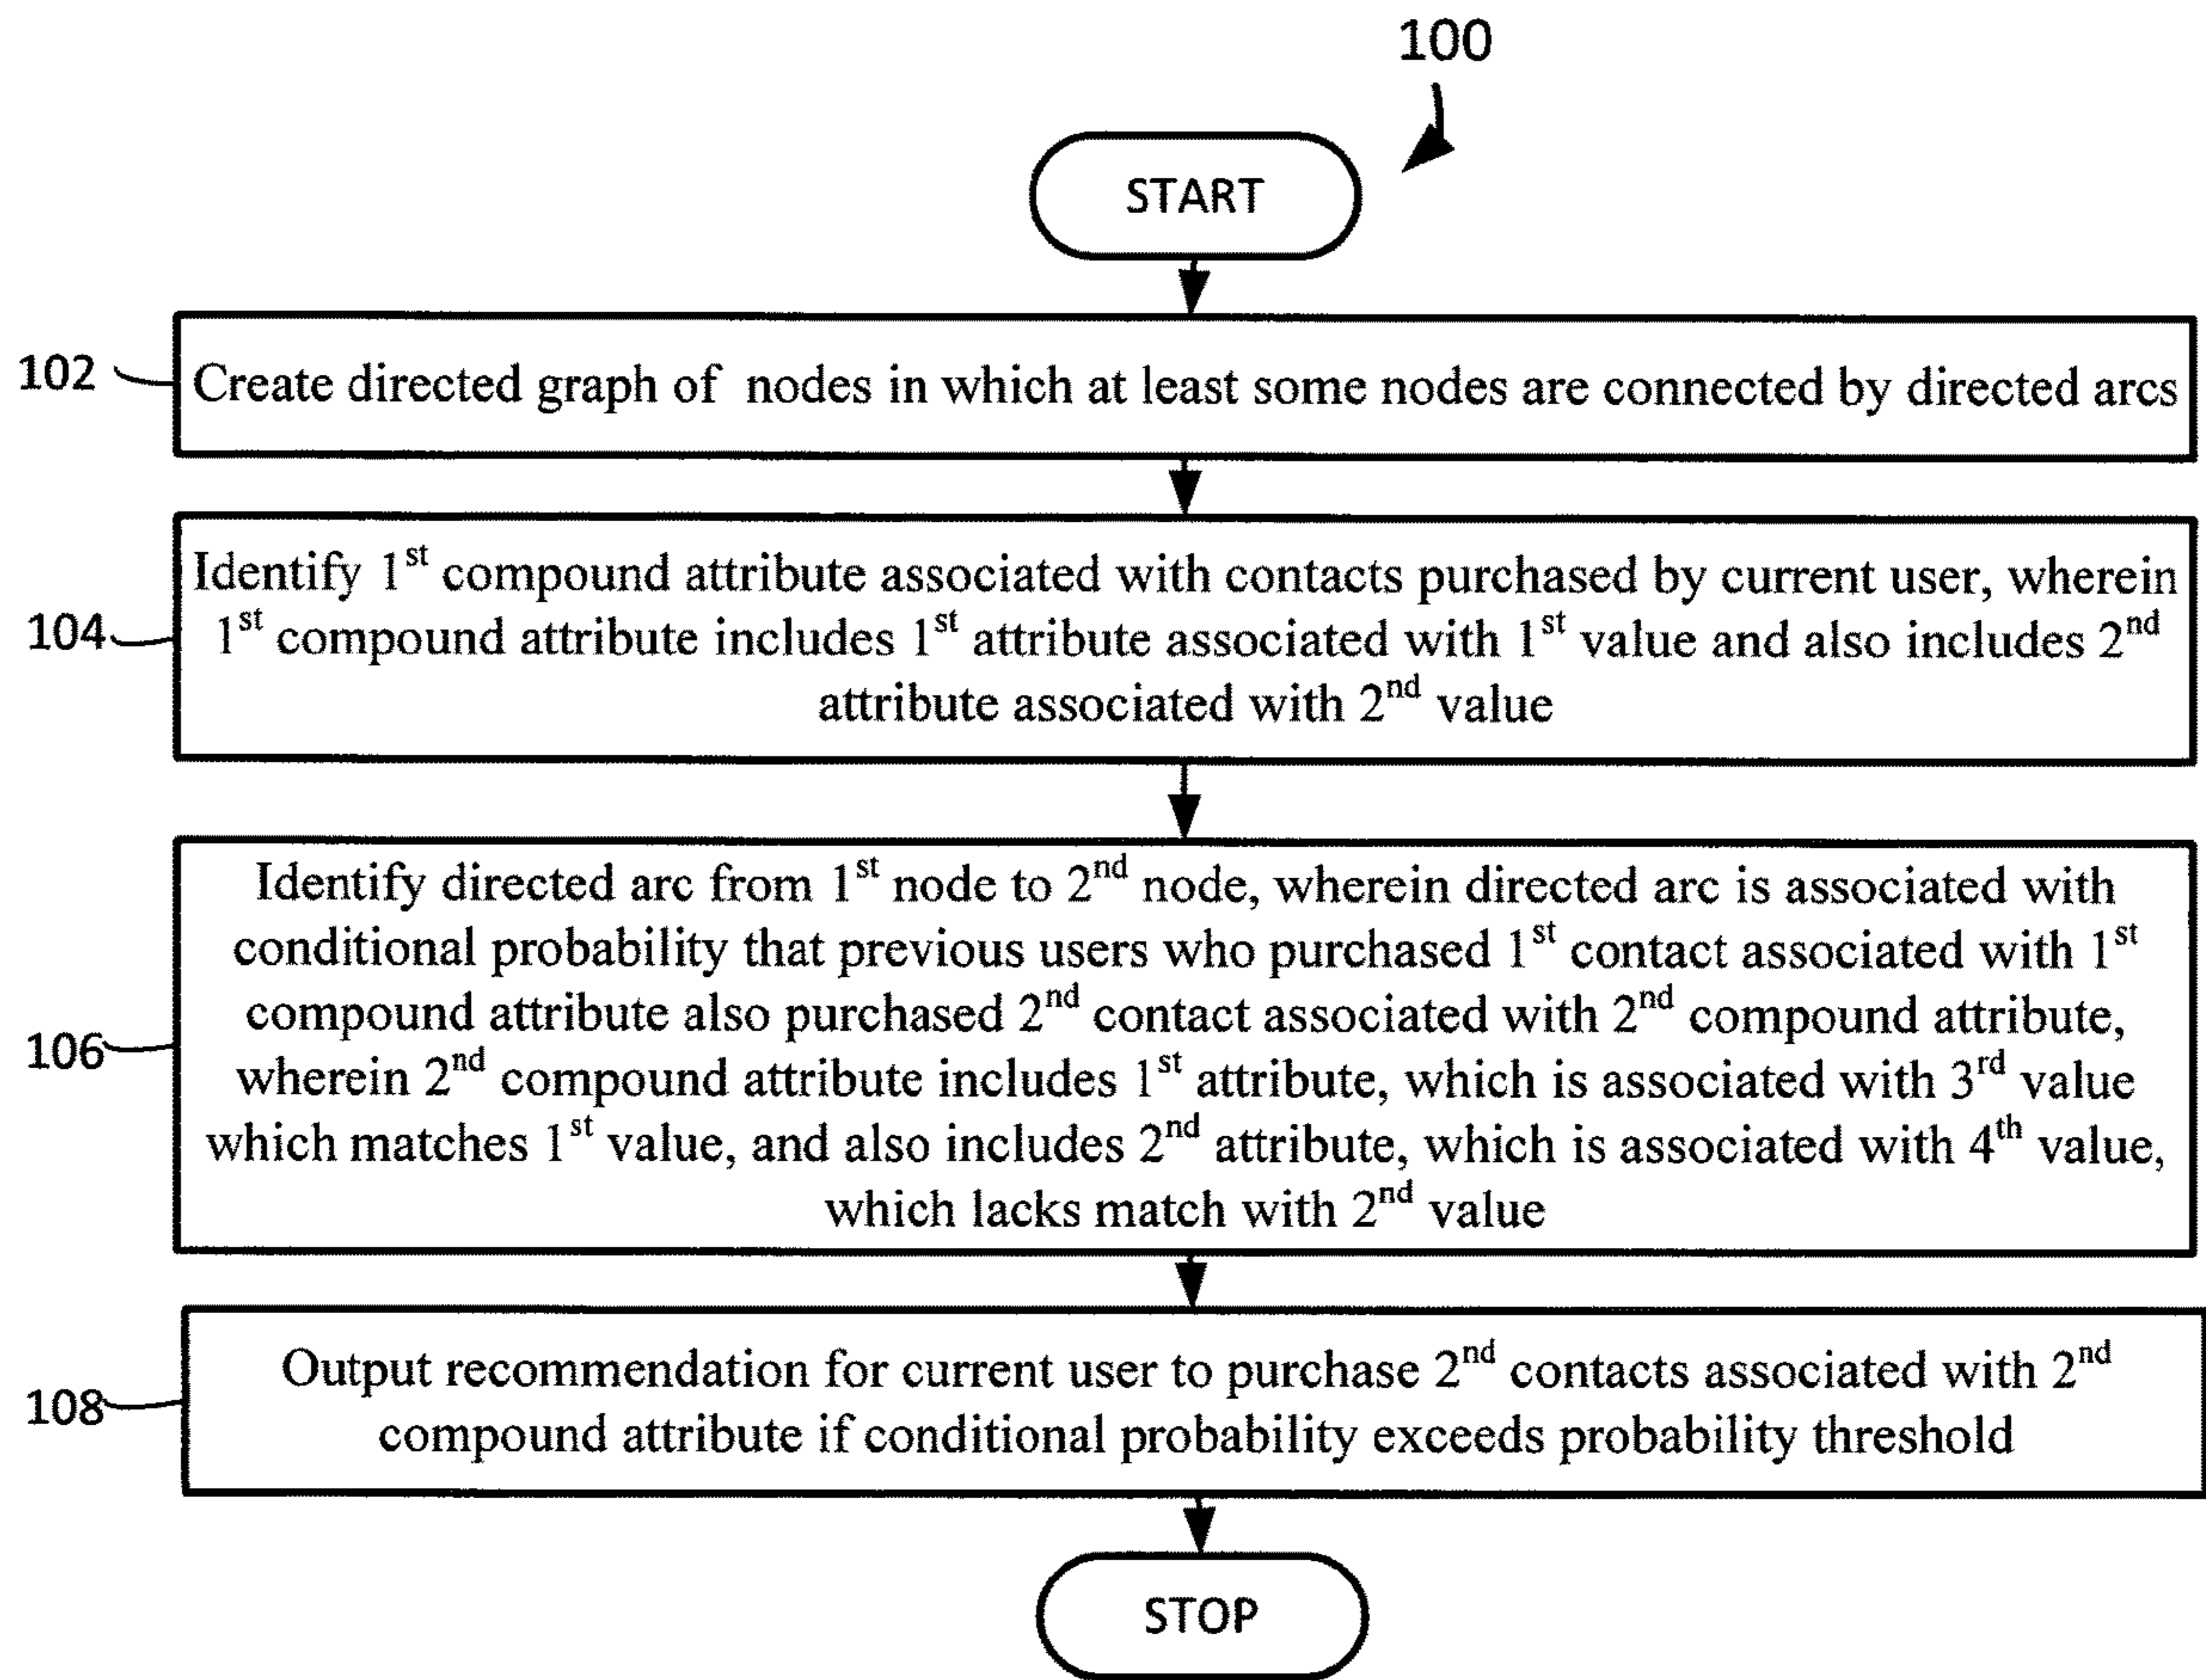 100
START
102
Create directed graph of nodes in which at least some nodes are connected by directed arcs
104
Identify 1st compound attribute associated with contacts purchased by current user, wherein
1st compound attribute includes 1st attribute associated with 1st value and also includes 2nd
attribute associated with 2nd value
106
Identify directed arc from 1st node to 2nd node, wherein directed arc is associated with
conditional probability that previous users who purchased 1st contact associated with 1st
compound attribute also purchased 2nd contact associated with 2nd compound attribute,
wherein 2nd compound attribute includes 1st attribute, which is associated with 3rd value
which matches 1st value, and also includes 2nd attribute, which is associated with 4th value,
which lacks match with 2nd value
108
Output recommendation for current user to purchase 2nd contacts associated with 2nd
compound attribute if conditional probability exceeds probability threshold
STOP